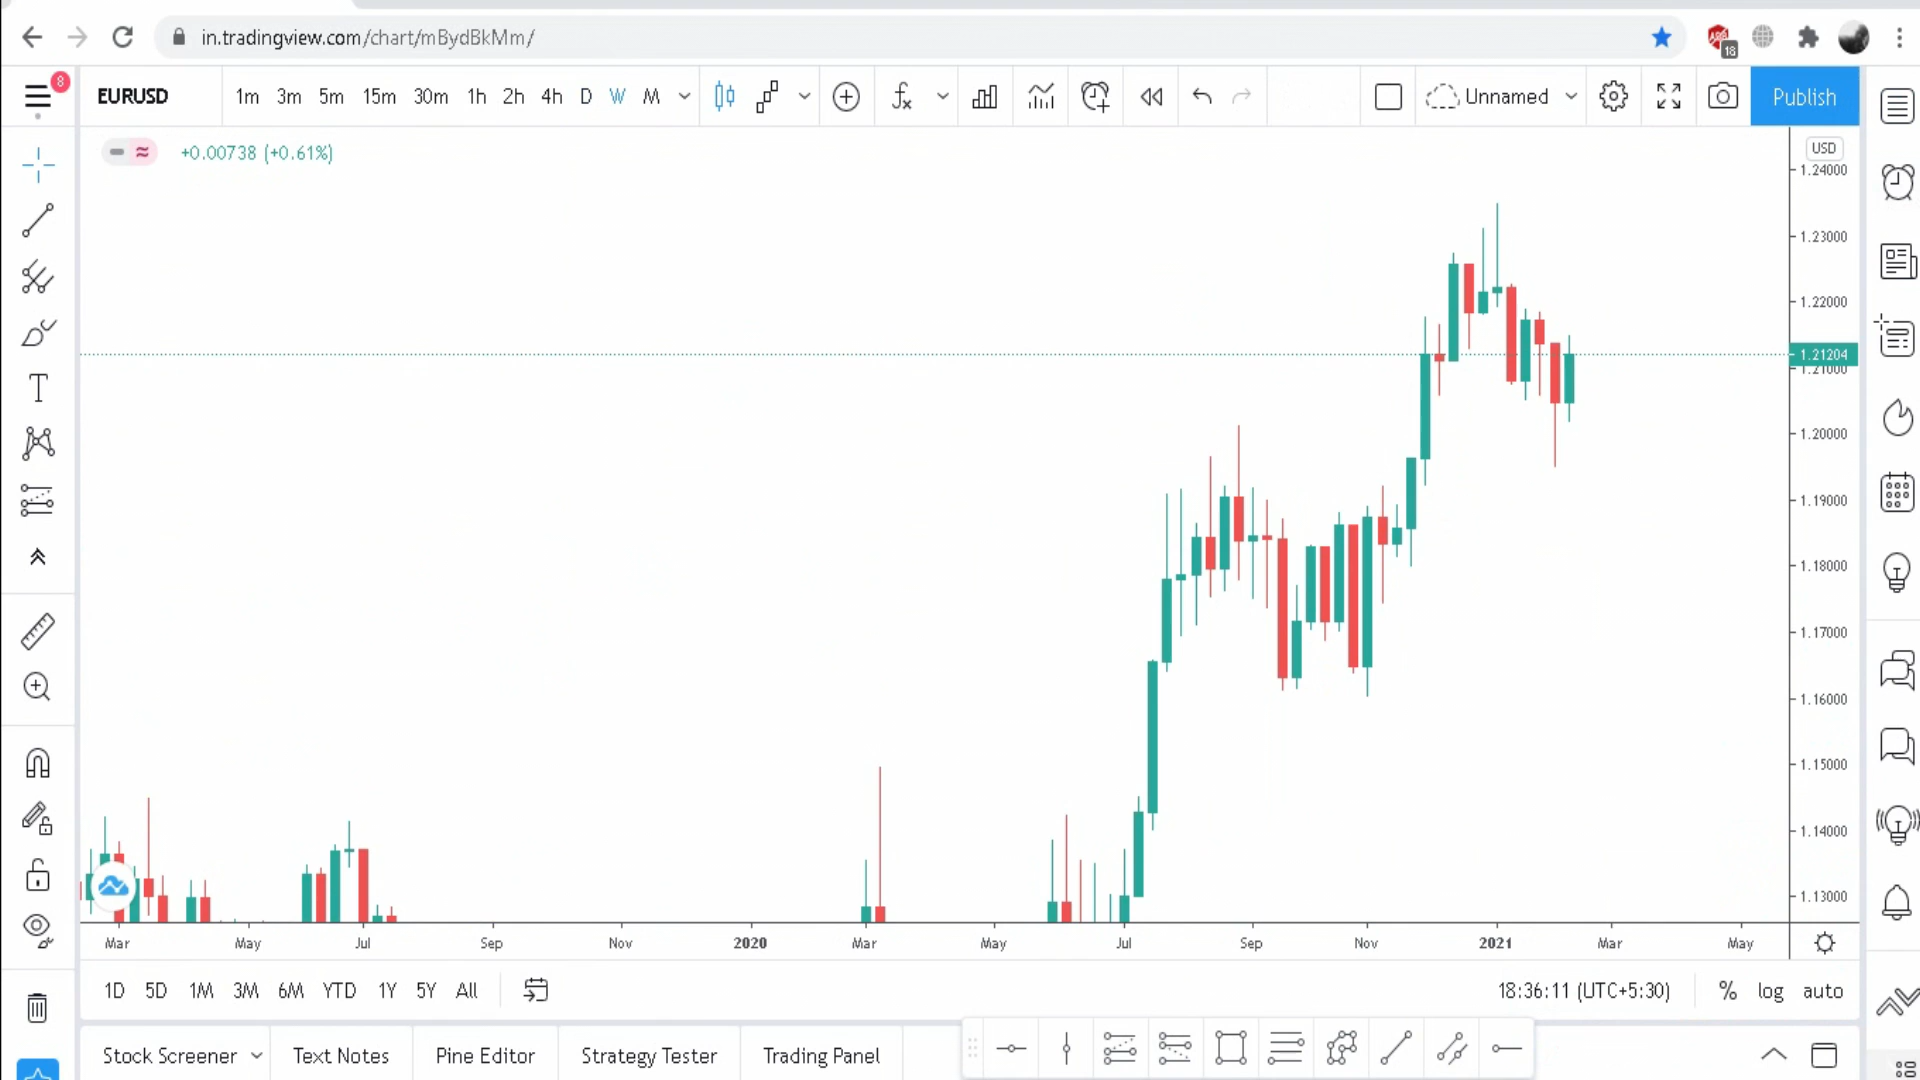 in.tradingview.com/chart/mBydBkMm/
18
8
EURUSD 1m 3m 5m 15m 30m 1h 2h 4h D W M Unnamed Publish
+0.00738 (+0.61%)
USD
1.24000
1.23000
1.22000
1.21204
1.21000
1.20000
1.19000
1.18000
1.17000
1.16000
1.15000
1.14000
1.13000
Mar May Jul Sep Nov 2020 Mar May Jul Sep Nov 2021 Mar May
1D 5D 1M 3M 6M YTD 1Y 5Y All 18:36:11 (UTC+5:30) % log auto
Stock Screener Text Notes Pine Editor Strategy Tester Trading Panel